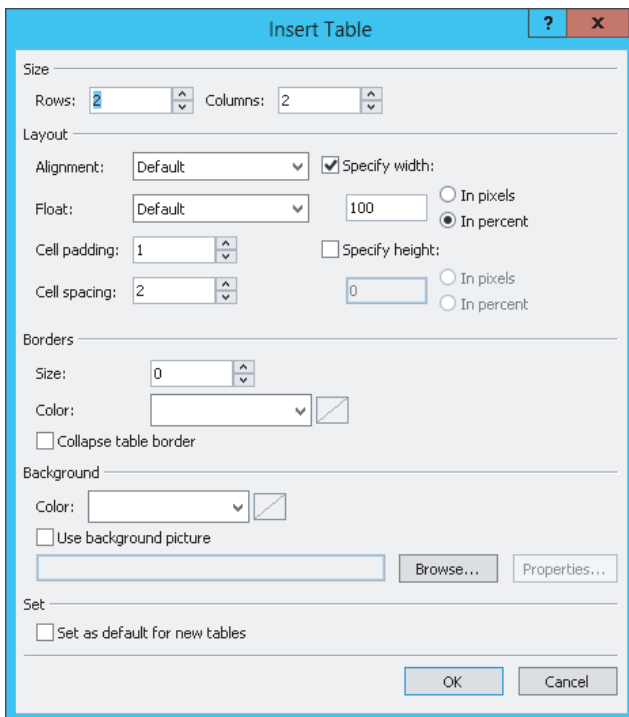 Insert Table ? x
Size
Rows: 2 Columns: 2
Layout
Alignment: Default Specify width:
In pixels
Float: Default 100
In percent
Cell padding: 1 Specify height:
In pixels
Cell spacing: 2 0
In percent
Borders
Size: 0
Color:
Collapse table border
Background
Color:
Use background picture
Browse... Properties...
Set
Set as default for new tables
OK Cancel